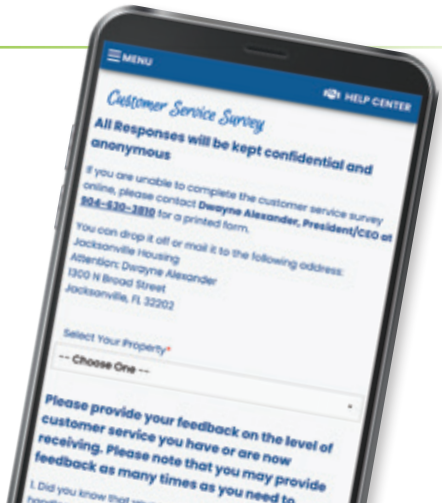 MENU
HELP CENTER
Customer Service Survey
All Responses will be kept confidential and
anonymous
If you are unable to complete the customer service survey
online, please contact Dwayne Alexander, President/CEO at
904-630-3810 for a printed form.
You can drop it off or mail it to the following address:
Jacksonville Housing
Attention: Dwayne Alexander
1300 N Broad Street
Jacksonville, FL 32202
Select Your Property*
-- Choose One --
Please provide your feedback on the level of
customer service you have or are now
receiving. Please note that you may provide
feedback as many times as you need to
1. Did you know that